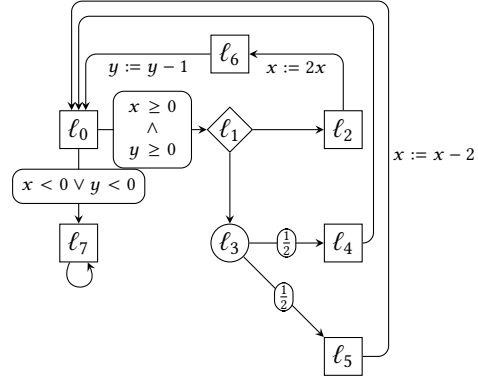 ℓ₆
y := y − 1
x := 2x
x ≥ 0
∧
y ≥ 0
ℓ₀
ℓ₁
ℓ₂
x := x − 2
x < 0 ∨ y < 0
ℓ₇
ℓ₃
1/2
ℓ₄
1/2
ℓ₅